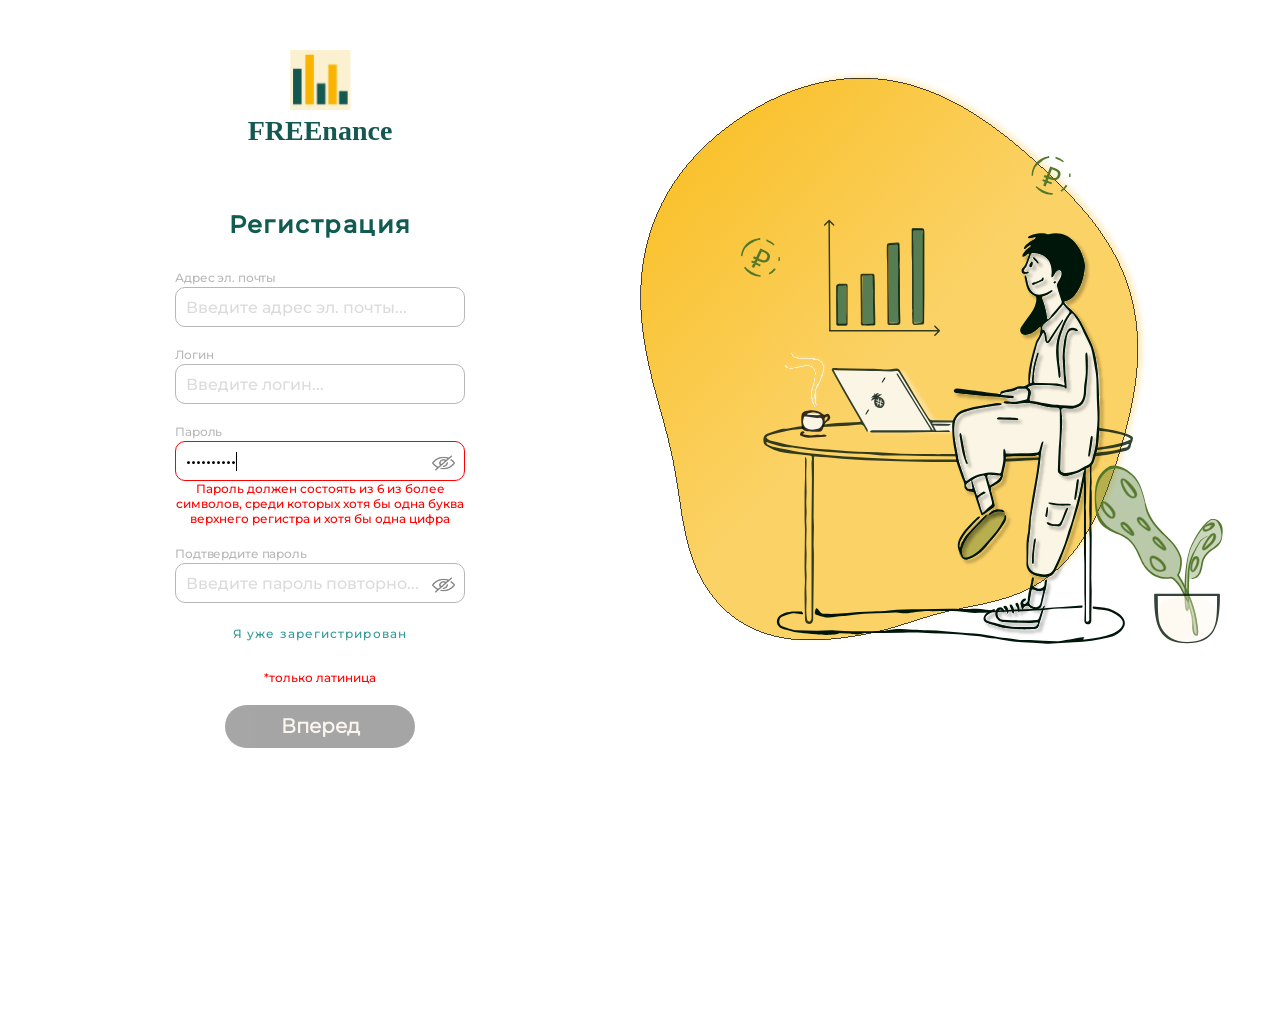 FREEnance
Регистрация
Адрес эл. почты
Введите адрес эл. почты...
Логин
Введите логин...
Пароль
••••••••••
Пароль должен состоять из 6 из более
символов, среди которых хотя бы одна буква
верхнего регистра и хотя бы одна цифра
Подтвердите пароль
Введите пароль повторно...
Я уже зарегистрирован
*только латиница
Вперед
₽
₽